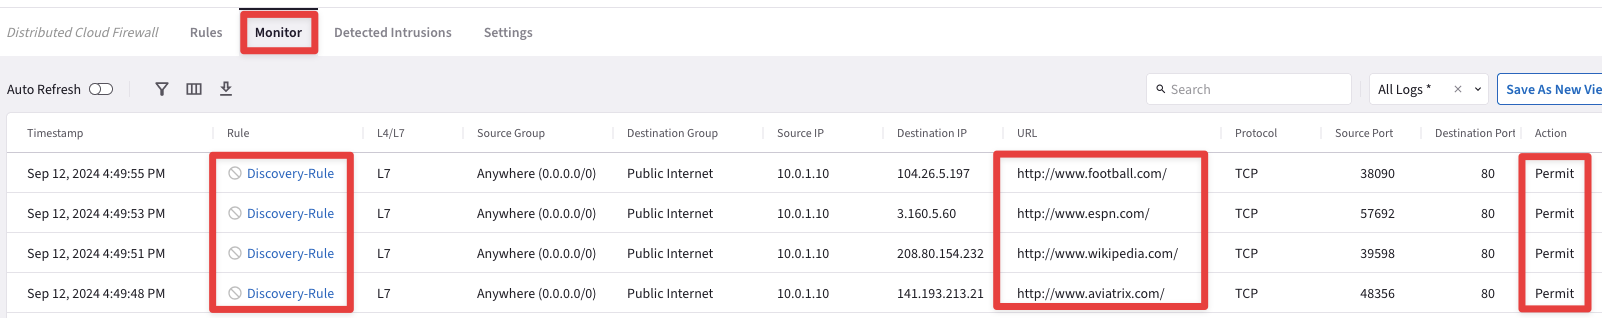 Distributed Cloud Firewall Rules Monitor Detected Intrusions Settings
Auto Refresh Search All Logs * Save As New Vie
Timestamp Rule L4/L7 Source Group Destination Group Source IP Destination IP URL Protocol Source Port Destination Port Action
Sep 12, 2024 4:49:55 PM Discovery-Rule L7 Anywhere (0.0.0.0/0) Public Internet 10.0.1.10 104.26.5.197 http://www.football.com/ TCP 38090 80 Permit
Sep 12, 2024 4:49:53 PM Discovery-Rule L7 Anywhere (0.0.0.0/0) Public Internet 10.0.1.10 3.160.5.60 http://www.espn.com/ TCP 57692 80 Permit
Sep 12, 2024 4:49:51 PM Discovery-Rule L7 Anywhere (0.0.0.0/0) Public Internet 10.0.1.10 208.80.154.232 http://www.wikipedia.com/ TCP 39598 80 Permit
Sep 12, 2024 4:49:48 PM Discovery-Rule L7 Anywhere (0.0.0.0/0) Public Internet 10.0.1.10 141.193.213.21 http://www.aviatrix.com/ TCP 48356 80 Permit